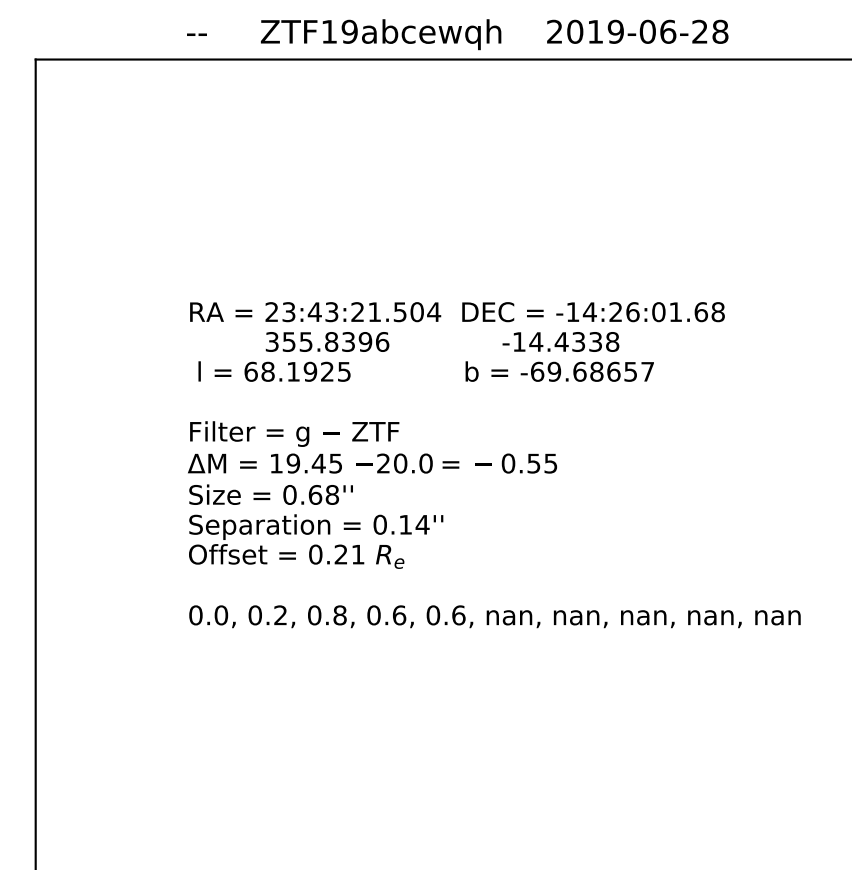 -- ZTF19abcewqh 2019-06-28
RA = 23:43:21.504 DEC = -14:26:01.68
355.8396 -14.4338
l = 68.1925 b = -69.68657
Filter = g − ZTF
ΔM = 19.45 −20.0 = − 0.55
Size = 0.68''
Separation = 0.14''
Offset = 0.21 Re
0.0, 0.2, 0.8, 0.6, 0.6, nan, nan, nan, nan, nan